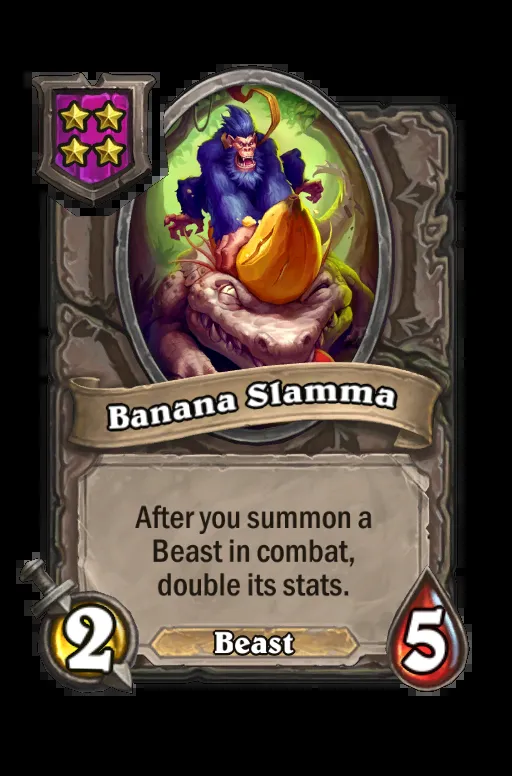 Banana Slamma
After you summon a
Beast in combat,
double its stats.
2
Beast
5